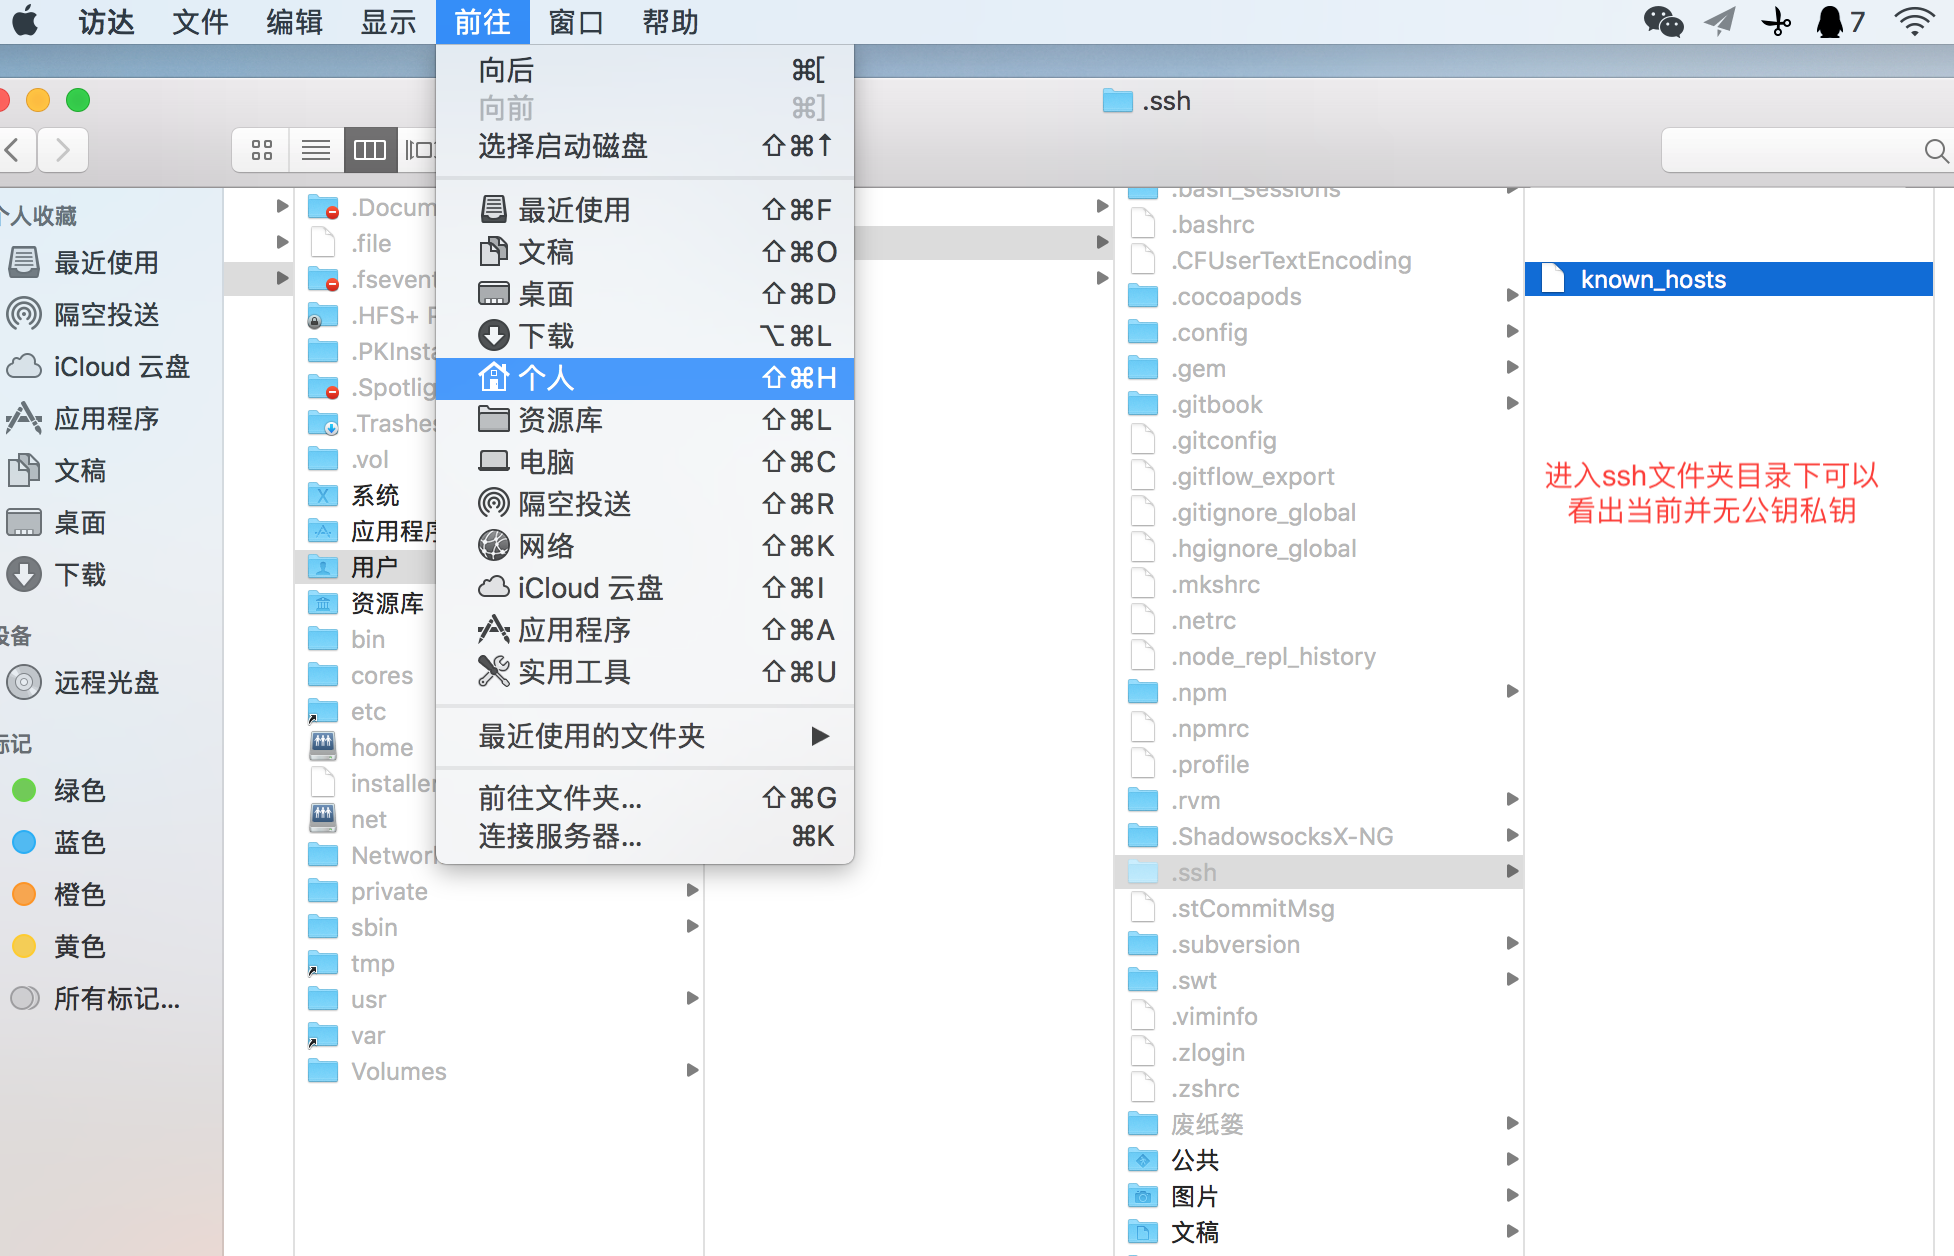 访达 文件 编辑 显示 前往 窗口 帮助 7
向后 ⌘[
向前 ⌘]
选择启动磁盘 ⇧⌘↑
最近使用 ⇧⌘F
文稿 ⇧⌘O
桌面 ⇧⌘D
下载 ⌥⌘L
个人 ⇧⌘H
资源库 ⇧⌘L
电脑 ⇧⌘C
隔空投送 ⇧⌘R
网络 ⇧⌘K
iCloud 云盘 ⇧⌘I
应用程序 ⇧⌘A
实用工具 ⇧⌘U
最近使用的文件夹
前往文件夹... ⇧⌘G
连接服务器... ⌘K
.ssh
个人收藏
最近使用
隔空投送
iCloud 云盘
应用程序
文稿
桌面
下载
设备
远程光盘
标记
绿色
蓝色
橙色
黄色
所有标记...
.Docum
.file
.fsevent
.HFS+
.PKInsta
.Spotlig
.Trashes
.vol
系统
应用程序
用户
资源库
bin
cores
etc
home
installer
net
Networ
private
sbin
tmp
usr
var
Volumes
.bash_sessions
.bashrc
.CFUserTextEncoding
.cocoapods
.config
.gem
.gitbook
.gitconfig
.gitflow_export
.gitignore_global
.hgignore_global
.mkshrc
.netrc
.node_repl_history
.npm
.npmrc
.profile
.rvm
.ShadowsocksX-NG
.ssh
.stCommitMsg
.subversion
.swt
.viminfo
.zlogin
.zshrc
废纸篓
公共
图片
文稿
known_hosts
进入ssh文件夹目录下可以
看出当前并无公钥私钥